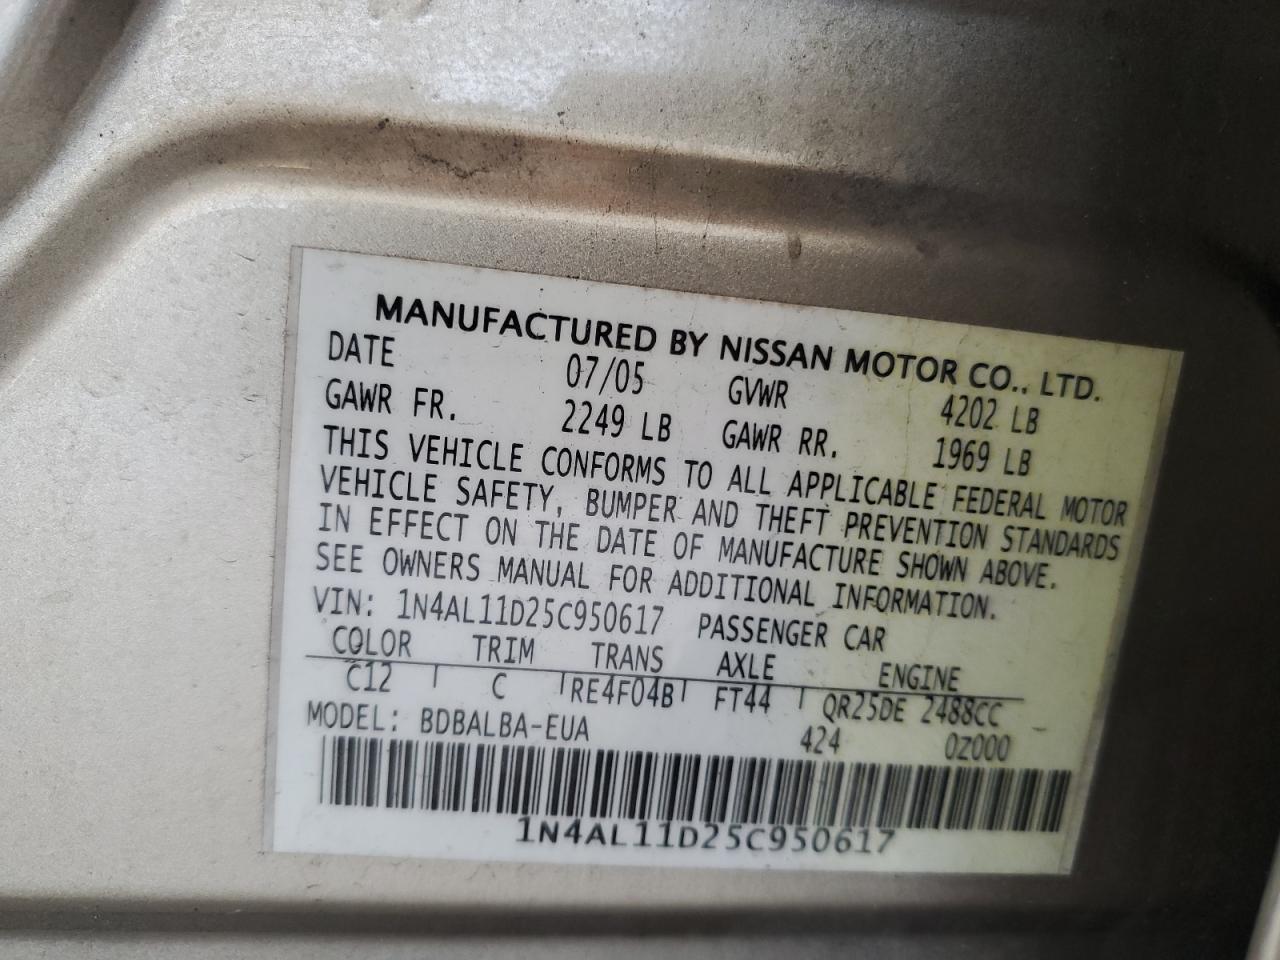 MANUFACTURED BY NISSAN MOTOR CO., LTD.
DATE 07/05 GVWR 4202 LB
GAWR FR. 2249 LB GAWR RR. 1969 LB
THIS VEHICLE CONFORMS TO ALL APPLICABLE FEDERAL MOTOR
VEHICLE SAFETY, BUMPER AND THEFT PREVENTION STANDARDS
IN EFFECT ON THE DATE OF MANUFACTURE SHOWN ABOVE.
SEE OWNERS MANUAL FOR ADDITIONAL INFORMATION.
VIN: 1N4AL11D25C950617 PASSENGER CAR
COLOR TRIM TRANS AXLE ENGINE
C12 C RE4F04B FT44 QR25DE 2488CC
MODEL: BDBALBA-EUA 424 0Z000
1N4AL11D25C950617